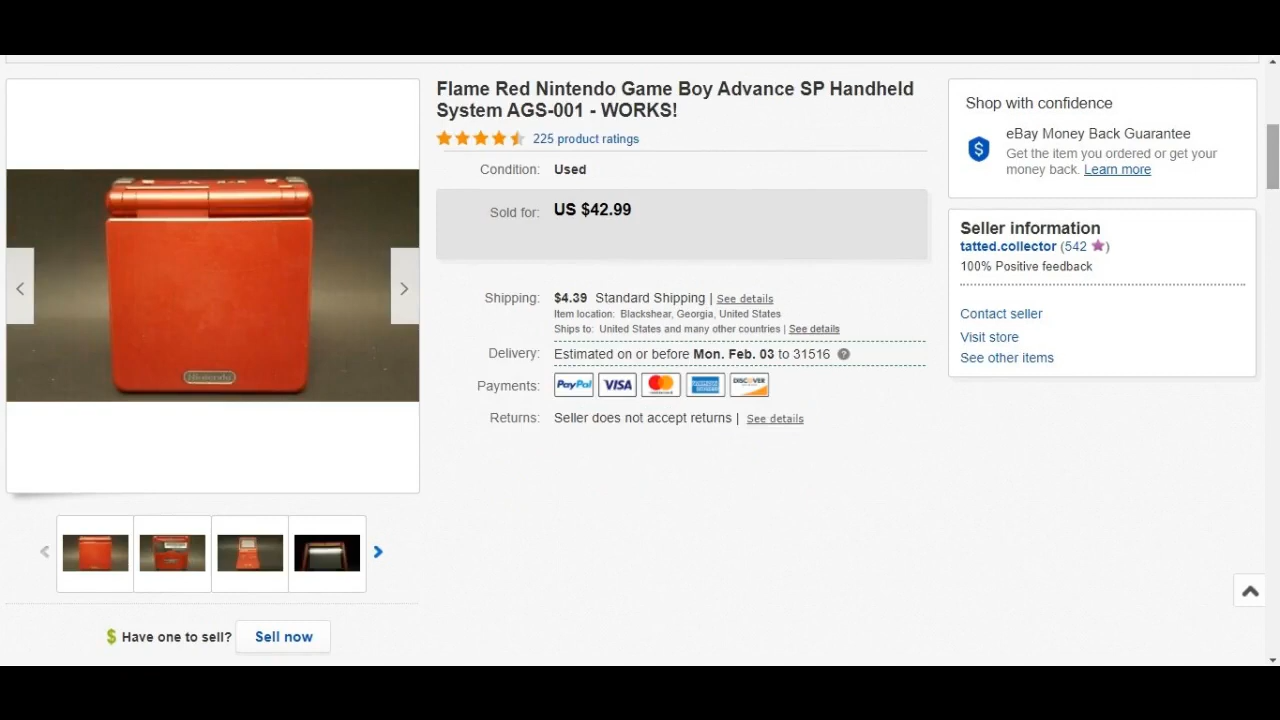 Flame Red Nintendo Game Boy Advance SP Handheld
System AGS-001 - WORKS!
225 product ratings
Condition: Used
Sold for: US $42.99
Shipping: $4.39 Standard Shipping | See details
Item location: Blackshear, Georgia, United States
Ships to: United States and many other countries | See details
Delivery: Estimated on or before Mon. Feb. 03 to 31516 ?
Payments: PayPal VISA MasterCard AMERICAN EXPRESS DISCOVER
Returns: Seller does not accept returns | See details
Shop with confidence
$ eBay Money Back Guarantee
Get the item you ordered or get your
money back. Learn more
Seller information
tatted.collector (542 )
100% Positive feedback
Contact seller
Visit store
See other items
Nintendo
$ Have one to sell? Sell now